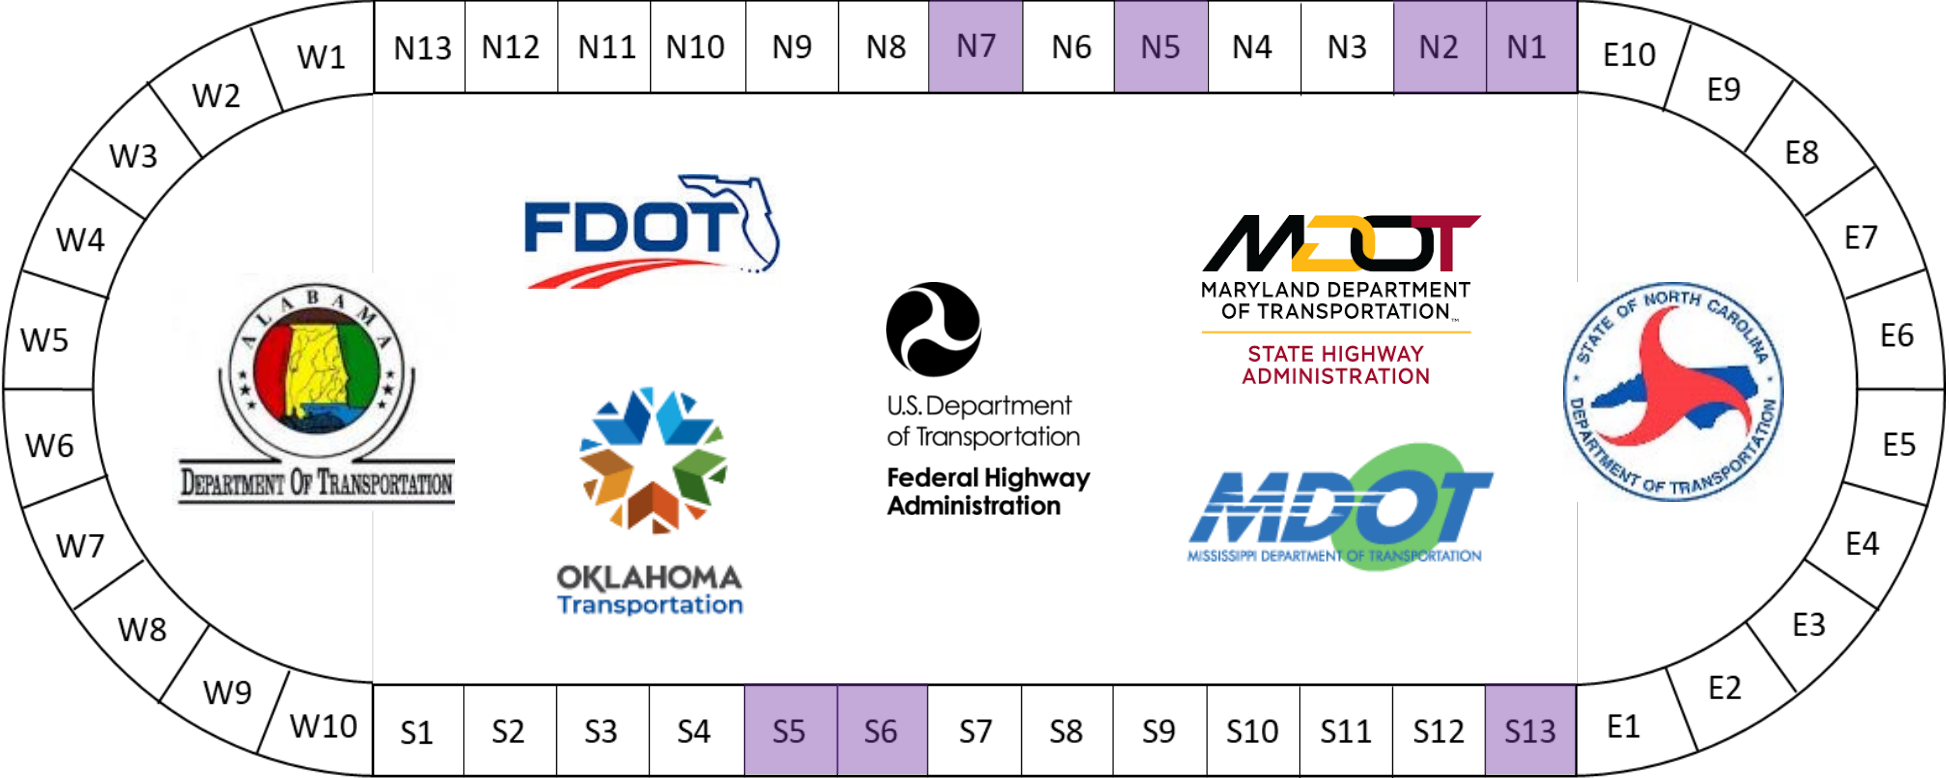 W1 N13 N12 N11 N10 N9 N8 N7 N6 N5 N4 N3 N2 N1 E10
W2
E9
W3
E8
W4
E7
W5
E6
W6
E5
W7
E4
W8
E3
W9
E2
W10 S1 S2 S3 S4 S5 S6 S7 S8 S9 S10 S11 S12 S13 E1
ALABAMA
DEPARTMENT OF TRANSPORTATION
FDOT
OKLAHOMA
Transportation
U.S. Department
of Transportation
Federal Highway
Administration
MDOT
MARYLAND DEPARTMENT
OF TRANSPORTATION™
STATE HIGHWAY
ADMINISTRATION
MDOT
MISSISSIPPI DEPARTMENT OF TRANSPORTATION
STATE OF NORTH CAROLINA
DEPARTMENT OF TRANSPORTATION